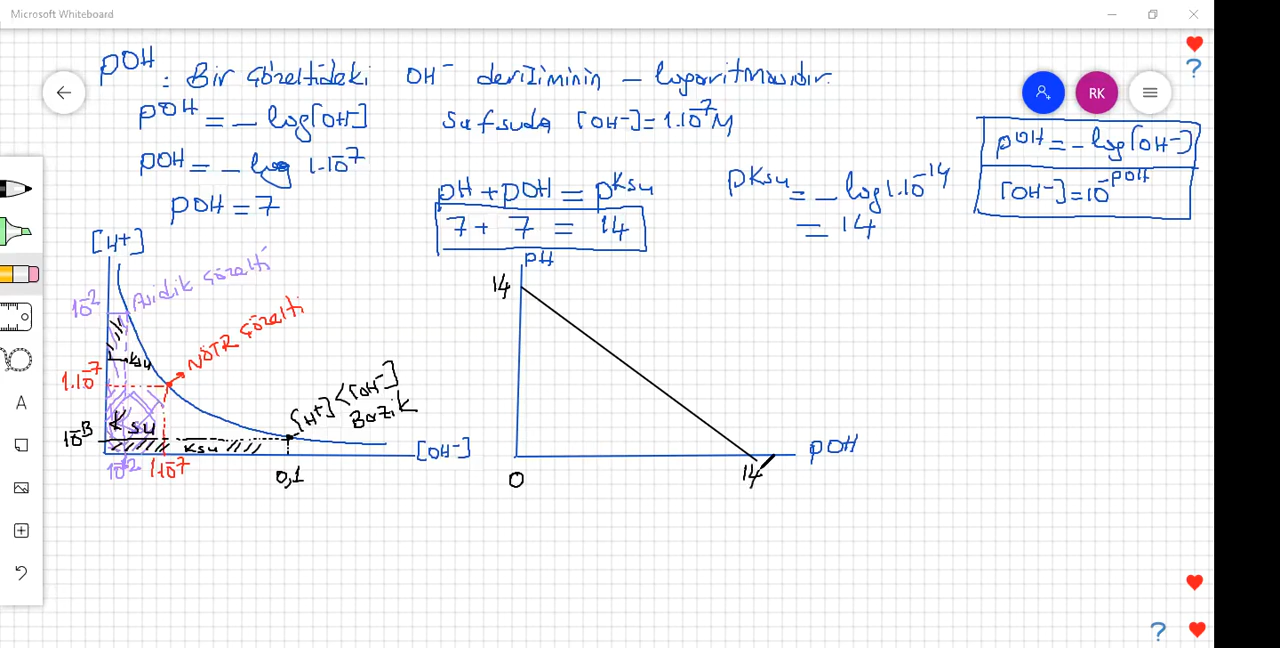 Microsoft Whiteboard
pOH : Bir çözeltideki OH⁻ derişiminin - logaritmasıdır.
RK
pOH = - log[OH⁻]
Saf suda [OH⁻] = 1.10⁻⁷ M
pOH = - log 1.10⁻⁷
pOH = 7
pH + pOH = pKsu
7 + 7 = 14
pKsu = - log 1.10⁻¹⁴
= 14
pOH = - log[OH⁻]
[OH⁻] = 10⁻ᵖᴼᴴ
[H+]
Asidik çözelti
10⁻²
NÖTR çözelti
Ksu
1.10⁻⁷
[H+] < [OH⁻]
Bazik
Ksu
10⁻¹³
Ksu
[OH⁻]
10⁻¹²
1.10⁻⁷
0,1
pH
14
pOH
0
14